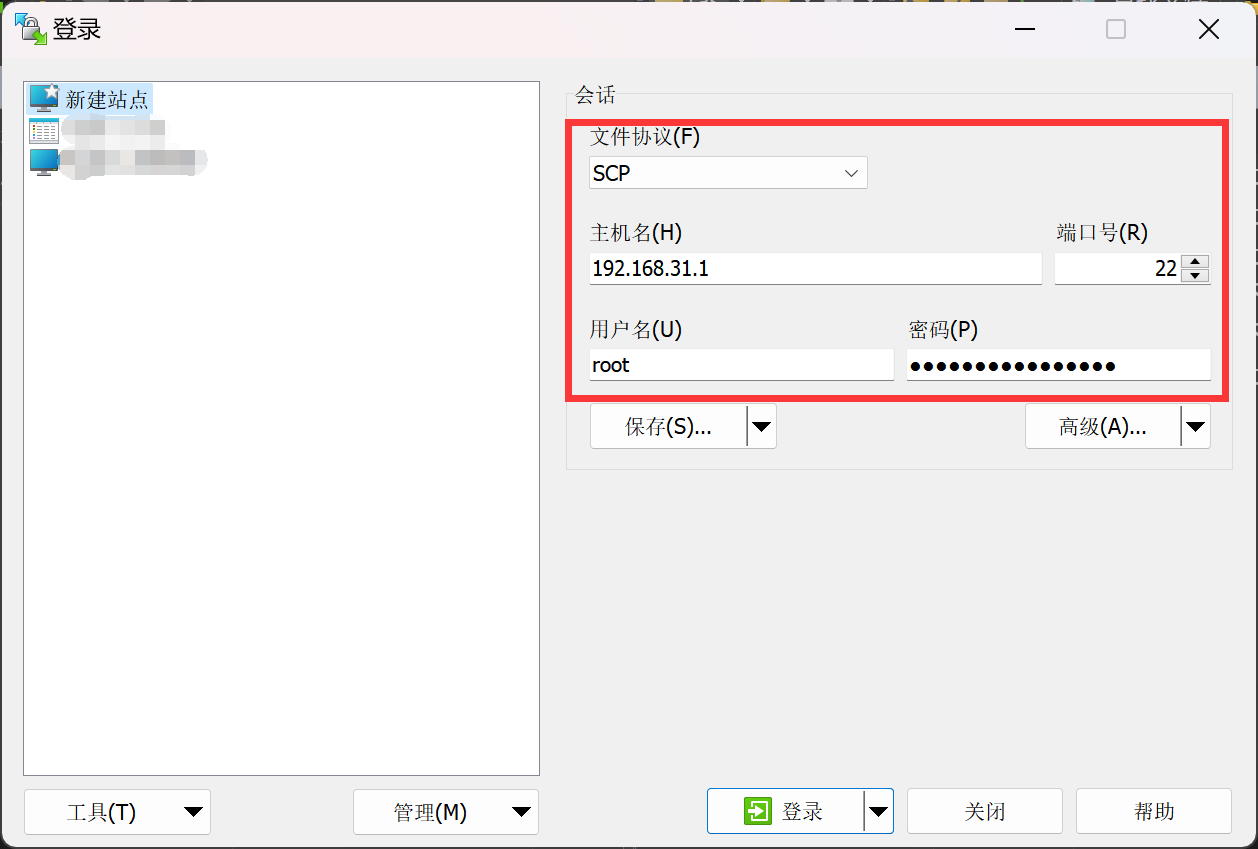 登录
新建站点
会话
文件协议(F)
SCP
主机名(H) 端口号(R)
192.168.31.1 22
用户名(U) 密码(P)
root ●●●●●●●●●●●●●●●●
保存(S)... 高级(A)...
工具(T) 管理(M) 登录 关闭 帮助